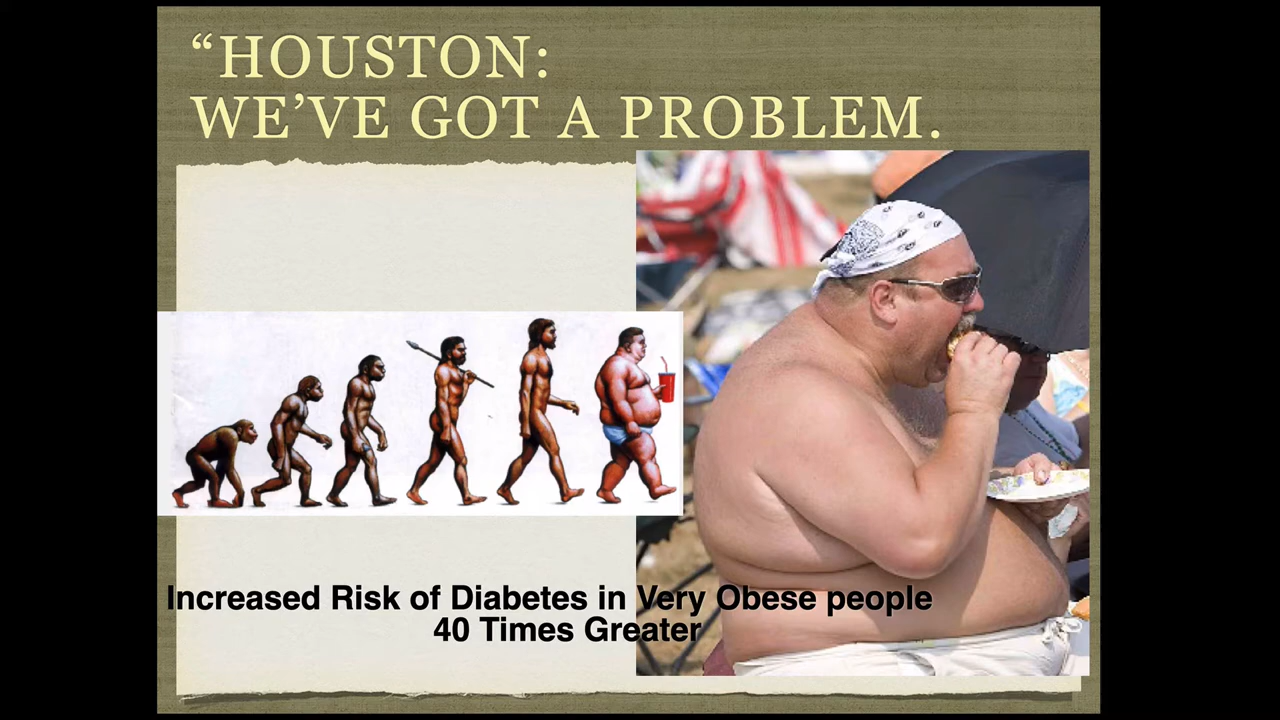 “HOUSTON:
WE’VE GOT A PROBLEM.
Increased Risk of Diabetes in Very Obese people
40 Times Greater